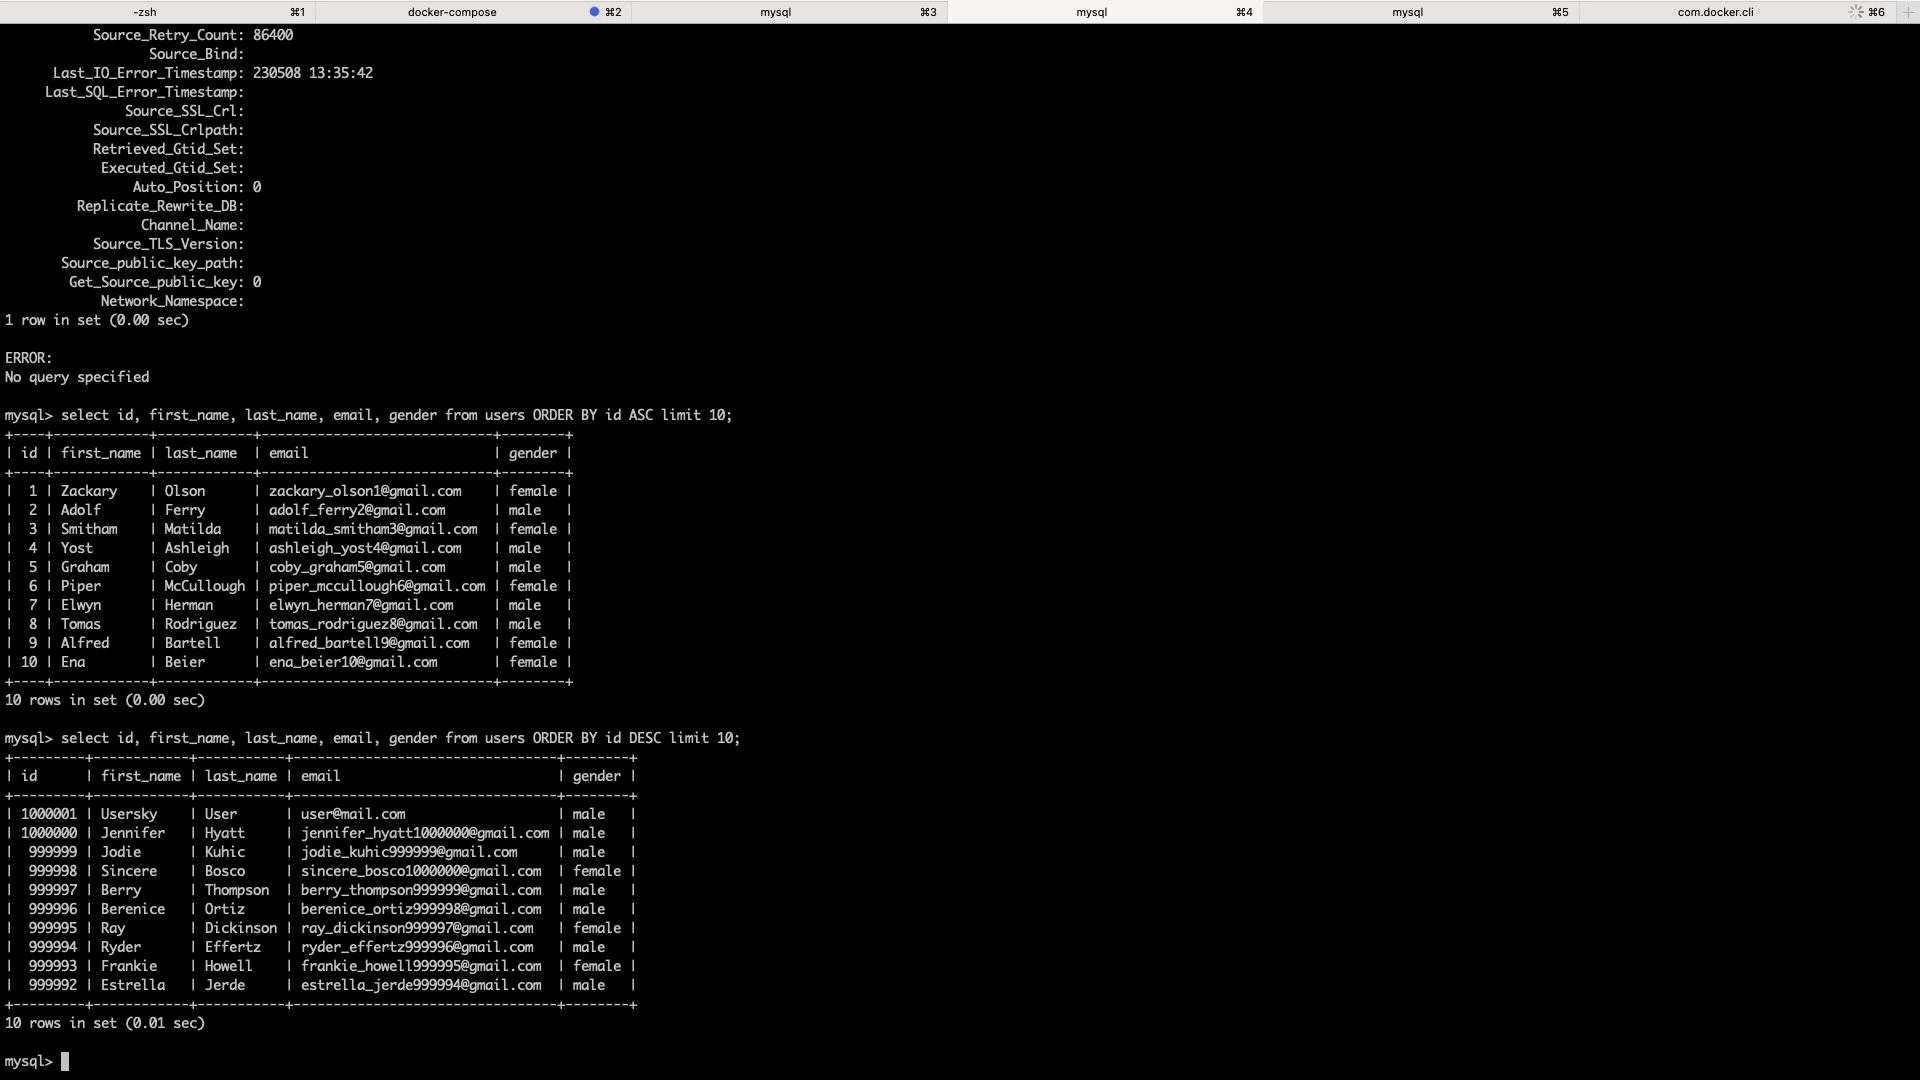 -zsh ⌘1 docker-compose ⌘2 mysql ⌘3 mysql ⌘4 mysql ⌘5 com.docker.cli ⌘6 +
Source_Retry_Count: 86400
Source_Bind:
Last_IO_Error_Timestamp: 230508 13:35:42
Last_SQL_Error_Timestamp:
Source_SSL_Crl:
Source_SSL_Crlpath:
Retrieved_Gtid_Set:
Executed_Gtid_Set:
Auto_Position: 0
Replicate_Rewrite_DB:
Channel_Name:
Source_TLS_Version:
Source_public_key_path:
Get_Source_public_key: 0
Network_Namespace:
1 row in set (0.00 sec)
ERROR:
No query specified
mysql> select id, first_name, last_name, email, gender from users ORDER BY id ASC limit 10;
+----+------------+------------+-----------------------------+--------+
| id | first_name | last_name  | email                       | gender |
+----+------------+------------+-----------------------------+--------+
|  1 | Zackary    | Olson      | zackary_olson1@gmail.com    | female |
|  2 | Adolf      | Ferry      | adolf_ferry2@gmail.com      | male   |
|  3 | Smitham    | Matilda    | matilda_smitham3@gmail.com  | female |
|  4 | Yost       | Ashleigh   | ashleigh_yost4@gmail.com    | male   |
|  5 | Graham     | Coby       | coby_graham5@gmail.com      | male   |
|  6 | Piper      | McCullough | piper_mccullough6@gmail.com | female |
|  7 | Elwyn      | Herman     | elwyn_herman7@gmail.com     | male   |
|  8 | Tomas      | Rodriguez  | tomas_rodriguez8@gmail.com  | male   |
|  9 | Alfred     | Bartell    | alfred_bartell9@gmail.com   | female |
| 10 | Ena        | Beier      | ena_beier10@gmail.com       | female |
+----+------------+------------+-----------------------------+--------+
10 rows in set (0.00 sec)
mysql> select id, first_name, last_name, email, gender from users ORDER BY id DESC limit 10;
+---------+------------+-----------+---------------------------------+--------+
| id      | first_name | last_name | email                           | gender |
+---------+------------+-----------+---------------------------------+--------+
| 1000001 | Usersky    | User      | user@mail.com                   | male   |
| 1000000 | Jennifer   | Hyatt     | jennifer_hyatt1000000@gmail.com | male   |
|  999999 | Jodie      | Kuhic     | jodie_kuhic999999@gmail.com     | male   |
|  999998 | Sincere    | Bosco     | sincere_bosco1000000@gmail.com  | female |
|  999997 | Berry      | Thompson  | berry_thompson999999@gmail.com  | male   |
|  999996 | Berenice   | Ortiz     | berenice_ortiz999998@gmail.com  | male   |
|  999995 | Ray        | Dickinson | ray_dickinson999997@gmail.com   | female |
|  999994 | Ryder      | Effertz   | ryder_effertz999996@gmail.com   | male   |
|  999993 | Frankie    | Howell    | frankie_howell999995@gmail.com  | female |
|  999992 | Estrella   | Jerde     | estrella_jerde999994@gmail.com  | male   |
+---------+------------+-----------+---------------------------------+--------+
10 rows in set (0.01 sec)
mysql>